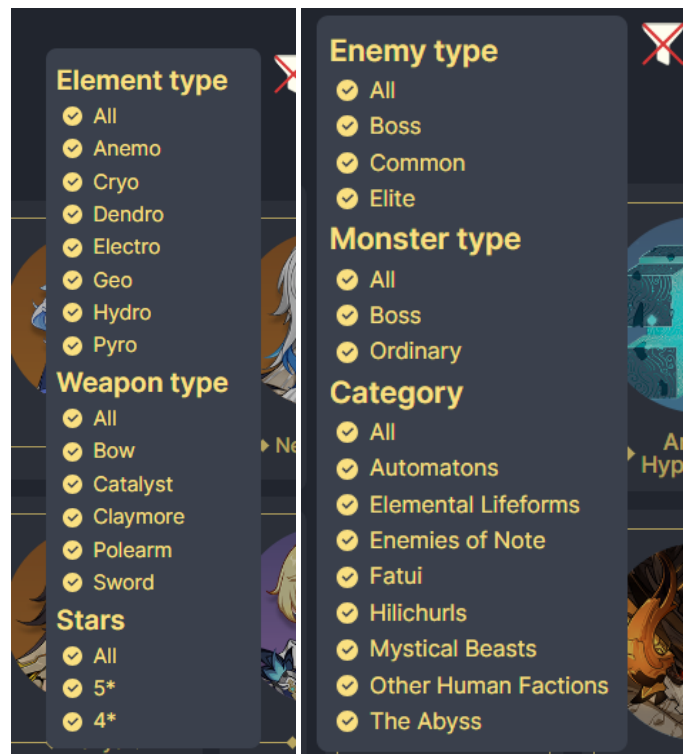 Element type
All
Anemo
Cryo
Dendro
Electro
Geo
Hydro
Pyro
Weapon type
All
Bow
Catalyst
Claymore
Polearm
Sword
Stars
All
5*
4*
Ne
Enemy type
All
Boss
Common
Elite
Monster type
All
Boss
Ordinary
Category
All
Automatons
Elemental Lifeforms
Enemies of Note
Fatui
Hilichurls
Mystical Beasts
Other Human Factions
The Abyss
Hyp